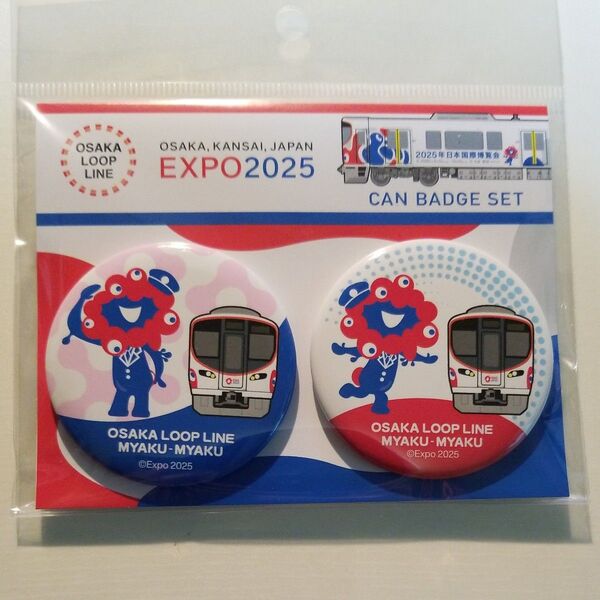 OSAKA
LOOP
LINE
OSAKA, KANSAI, JAPAN
EXPO2025
2025年日本国際博覧会
CAN BADGE SET
OSAKA LOOP LINE
MYAKU-MYAKU
©Expo 2025
OSAKA LOOP LINE
MYAKU-MYAKU
©Expo 2025